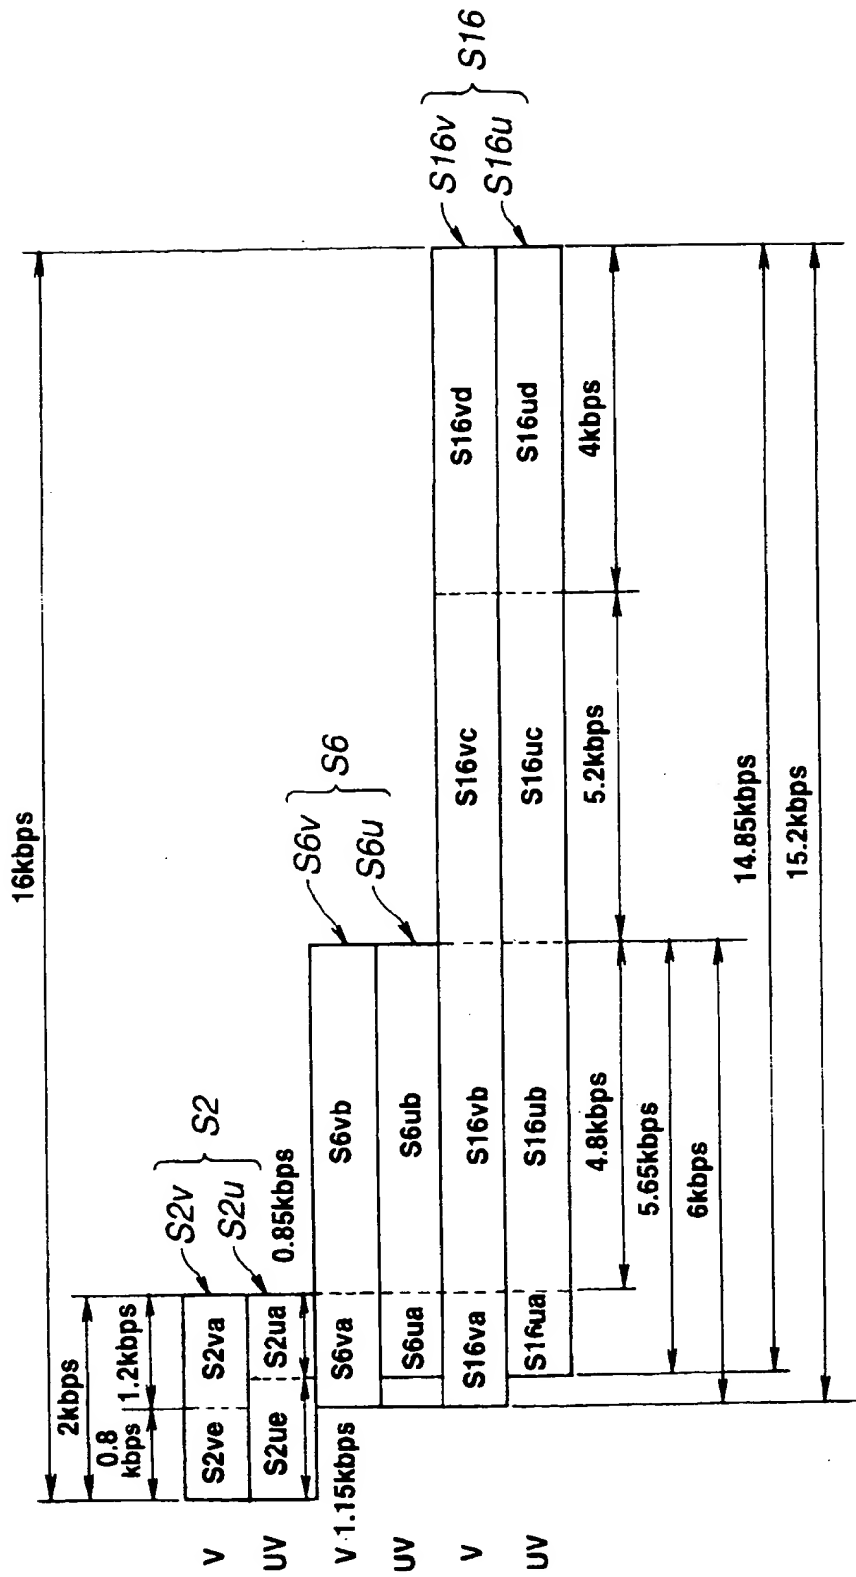 16kbps
2kbps
0.8
kbps
1.2kbps
S2v
S2u
S2
V S2ve S2va
UV S2ue S2ua
0.85kbps
S6v
S6u
S6
V 1.15kbps S6va S6vb
UV S6ua S6ub
S16v
S16u
S16
V S16va S16vb S16vc S16vd
UV S16ua S16ub S16uc S16ud
4.8kbps 5.2kbps 4kbps
5.65kbps
6kbps
14.85kbps
15.2kbps